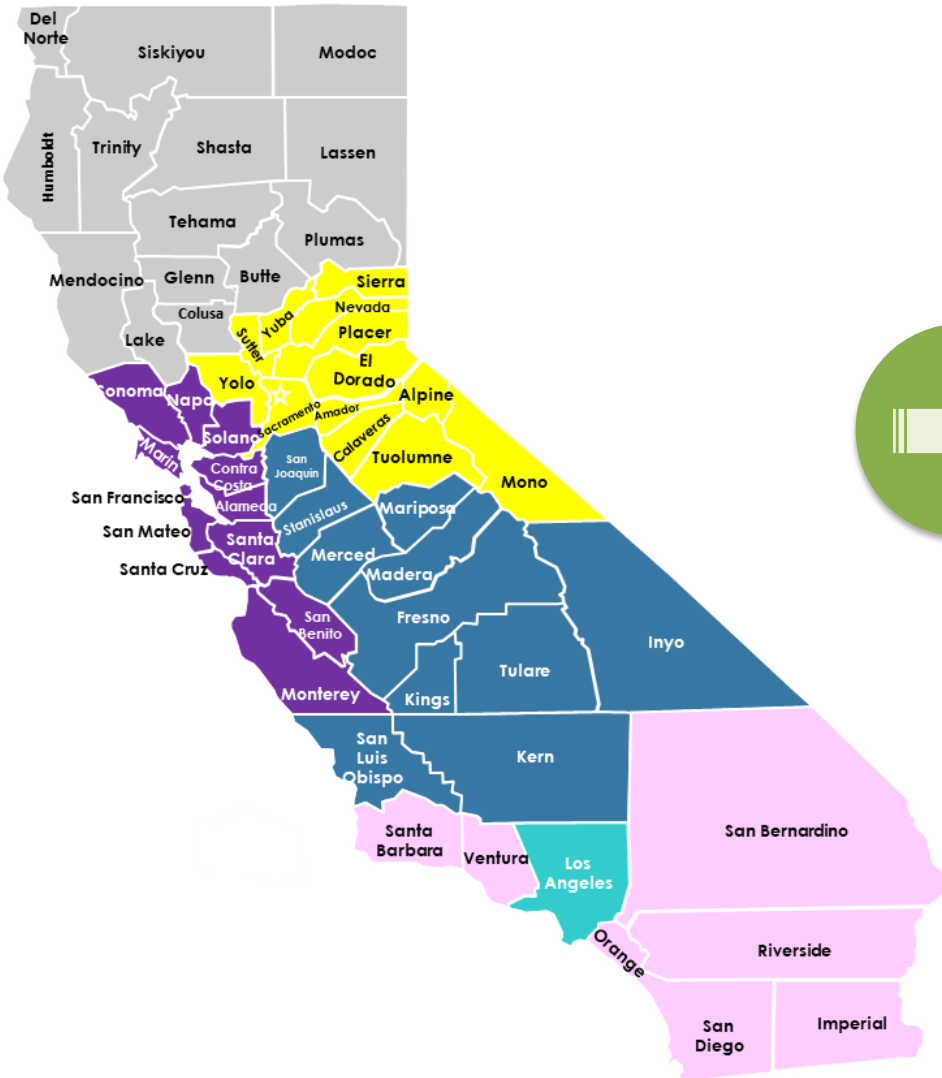 Del
Norte
Siskiyou
Modoc
Humboldt
Trinity
Shasta
Lassen
Tehama
Plumas
Mendocino
Glenn
Butte
Sierra
Colusa
Nevada
Yuba
Placer
Lake
Sutter
El
Dorado
Yolo
Alpine
Sonoma
Napa
Sacramento
Amador
Solano
Calaveras
Marin
Tuolumne
San
Joaquin
Contra
Costa
Mono
San Francisco
Alameda
Stanislaus
Mariposa
San Mateo
Santa
Clara
Merced
Santa Cruz
Madera
San
Benito
Fresno
Inyo
Tulare
Monterey
Kings
San
Luis
Obispo
Kern
Santa
Barbara
Ventura
Los
Angeles
San Bernardino
Orange
Riverside
San
Diego
Imperial